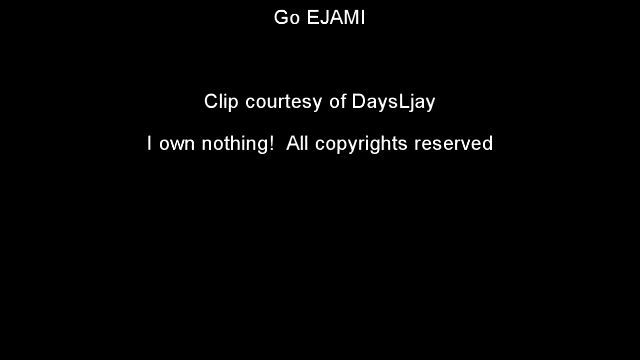 Go EJAMI
Clip courtesy of DaysLjay
I own nothing!  All copyrights reserved